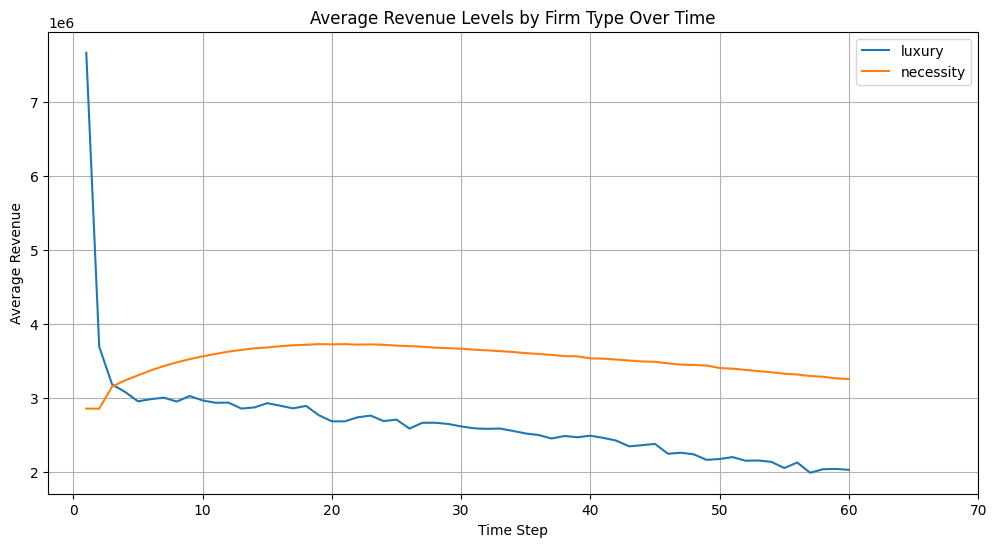 Average Revenue Levels by Firm Type Over Time
1e6
luxury
necessity
7
6
5
4
3
2
Average Revenue
0 10 20 30 40 50 60 70
Time Step